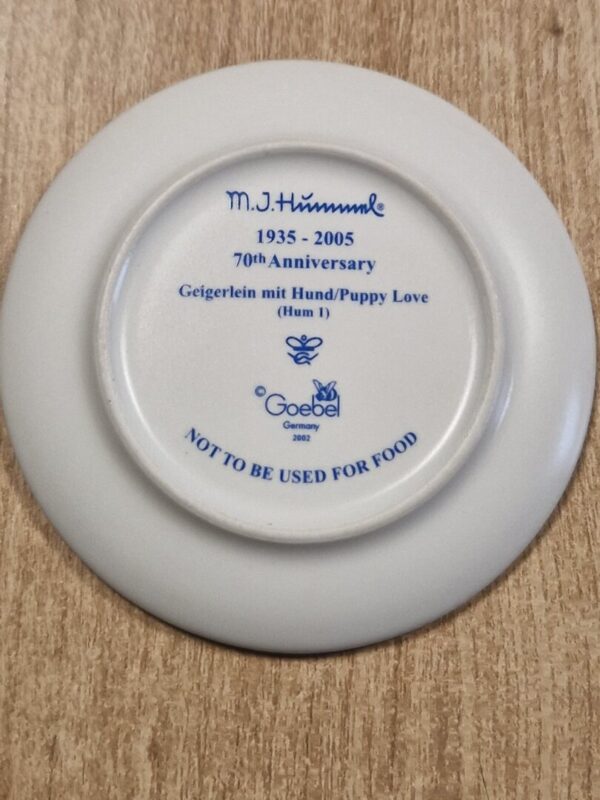 M.J.Hummel®
1935 - 2005
70th Anniversary
Geigerlein mit Hund/Puppy Love
(Hum 1)
© Goebel
Germany
2002
NOT TO BE USED FOR FOOD